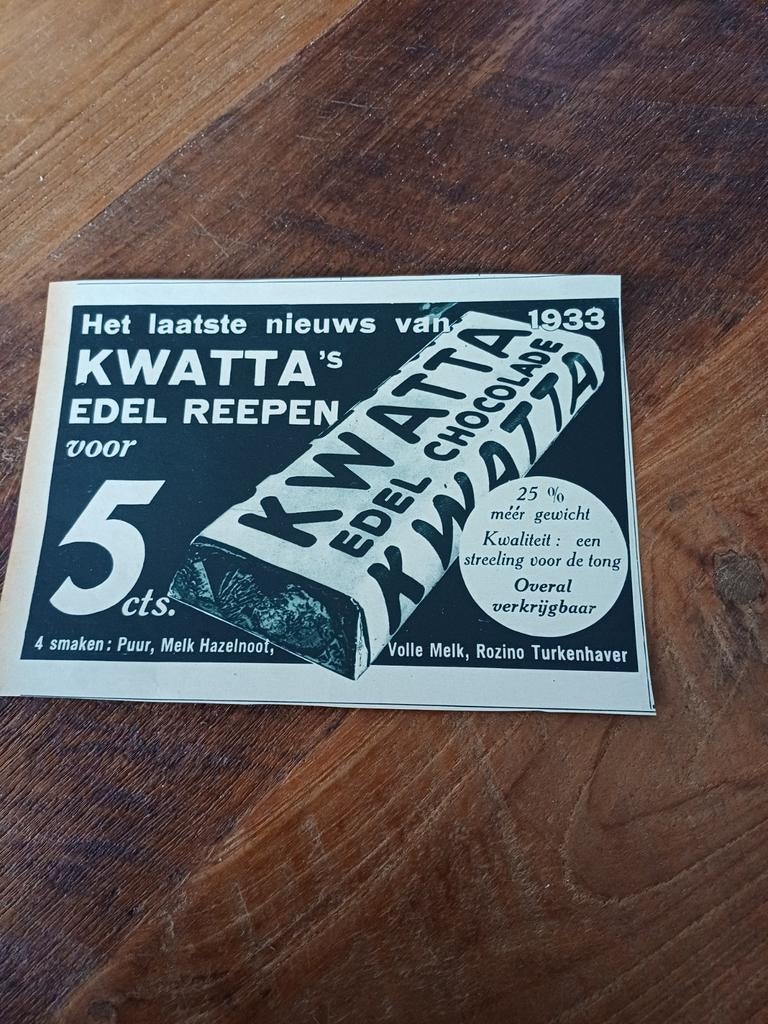 Het laatste nieuws van 1933
KWATTA's
EDEL REEPEN
voor
5 cts.
KWATTA
EDEL CHOCOLADE
KWATTA
25 %
méér gewicht
Kwaliteit : een
streeling voor de tong
Overal
verkrijgbaar
4 smaken : Puur, Melk Hazelnoot, Volle Melk, Rozino Turkenhaver